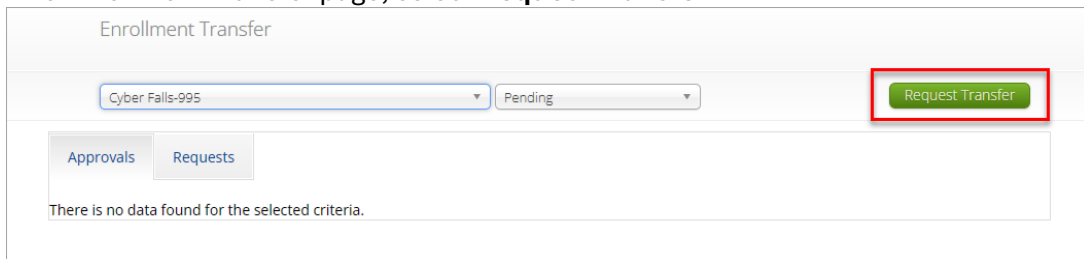 Enrollment Transfer
Cyber Falls-995
Pending
Request Transfer
Approvals
Requests
There is no data found for the selected criteria.